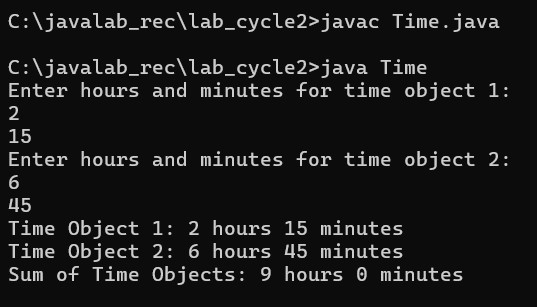 C:\javalab_rec\lab_cycle2>javac Time.java
C:\javalab_rec\lab_cycle2>java Time
Enter hours and minutes for time object 1:
2
15
Enter hours and minutes for time object 2:
6
45
Time Object 1: 2 hours 15 minutes
Time Object 2: 6 hours 45 minutes
Sum of Time Objects: 9 hours 0 minutes